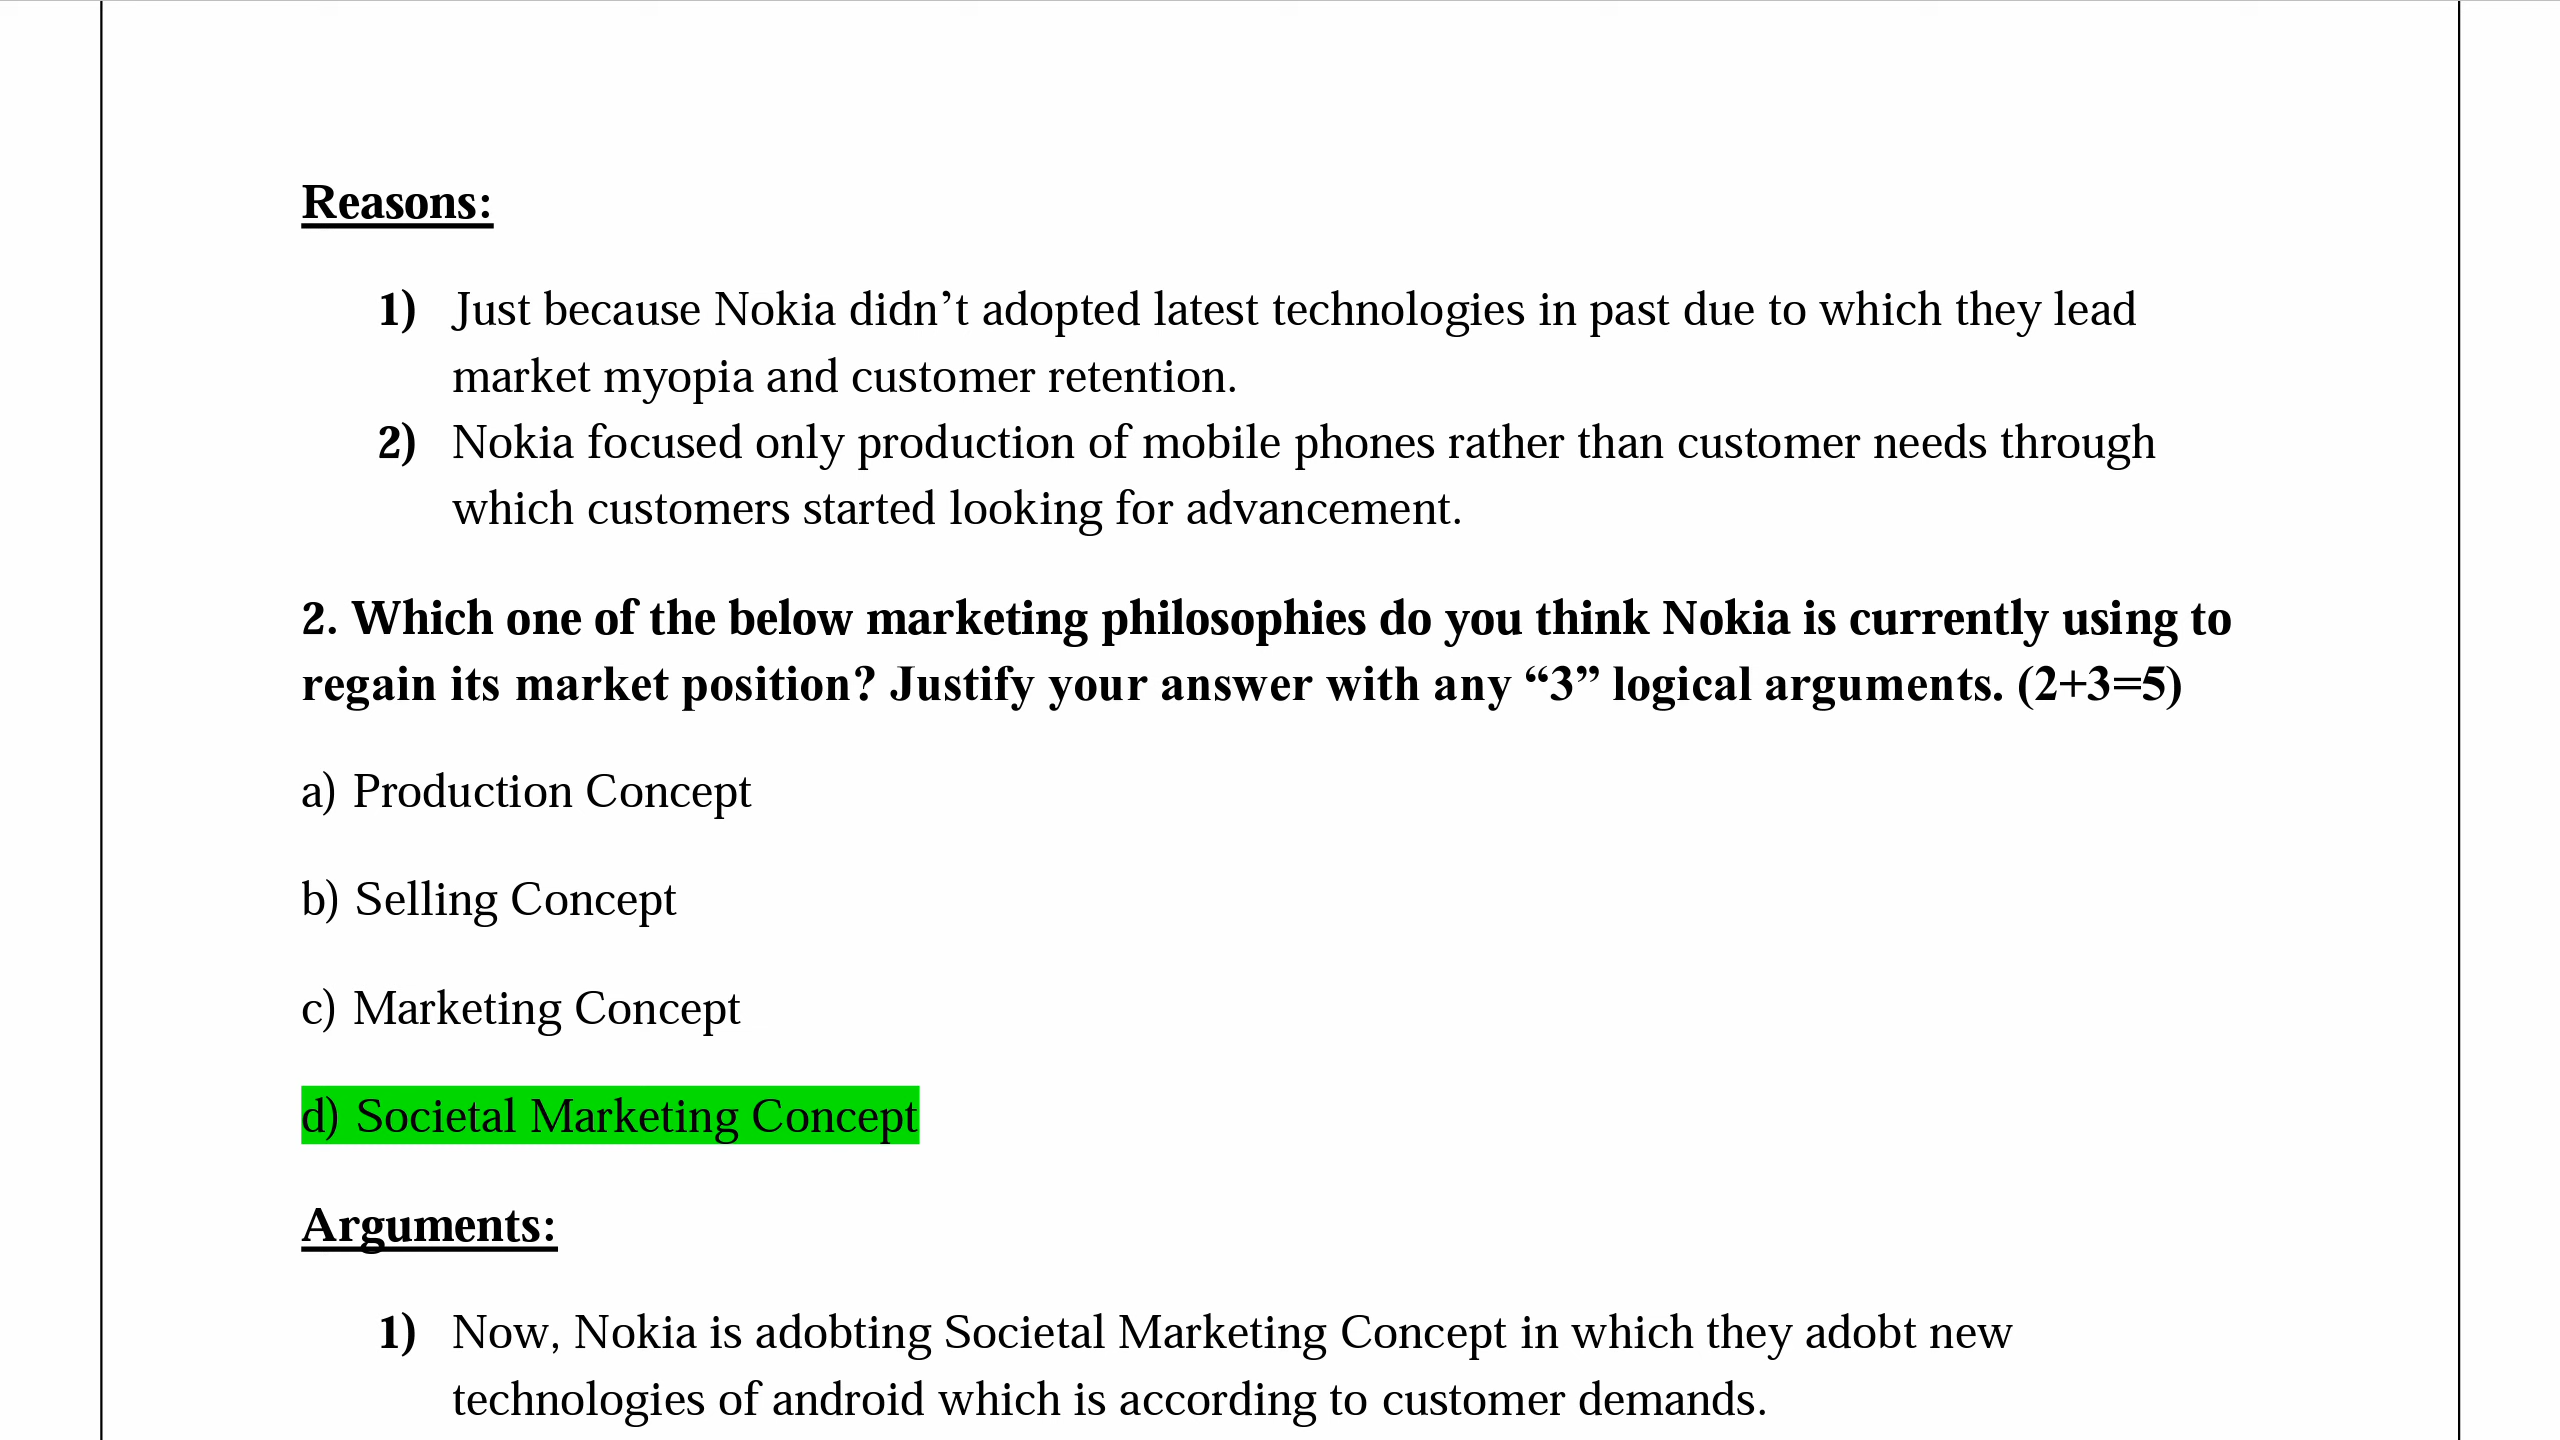 Reasons:
1) Just because Nokia didn’t adopted latest technologies in past due to which they lead
market myopia and customer retention.
2) Nokia focused only production of mobile phones rather than customer needs through
which customers started looking for advancement.
2. Which one of the below marketing philosophies do you think Nokia is currently using to
regain its market position? Justify your answer with any “3” logical arguments. (2+3=5)
a) Production Concept
b) Selling Concept
c) Marketing Concept
d) Societal Marketing Concept
Arguments:
1) Now, Nokia is adobting Societal Marketing Concept in which they adobt new
technologies of android which is according to customer demands.